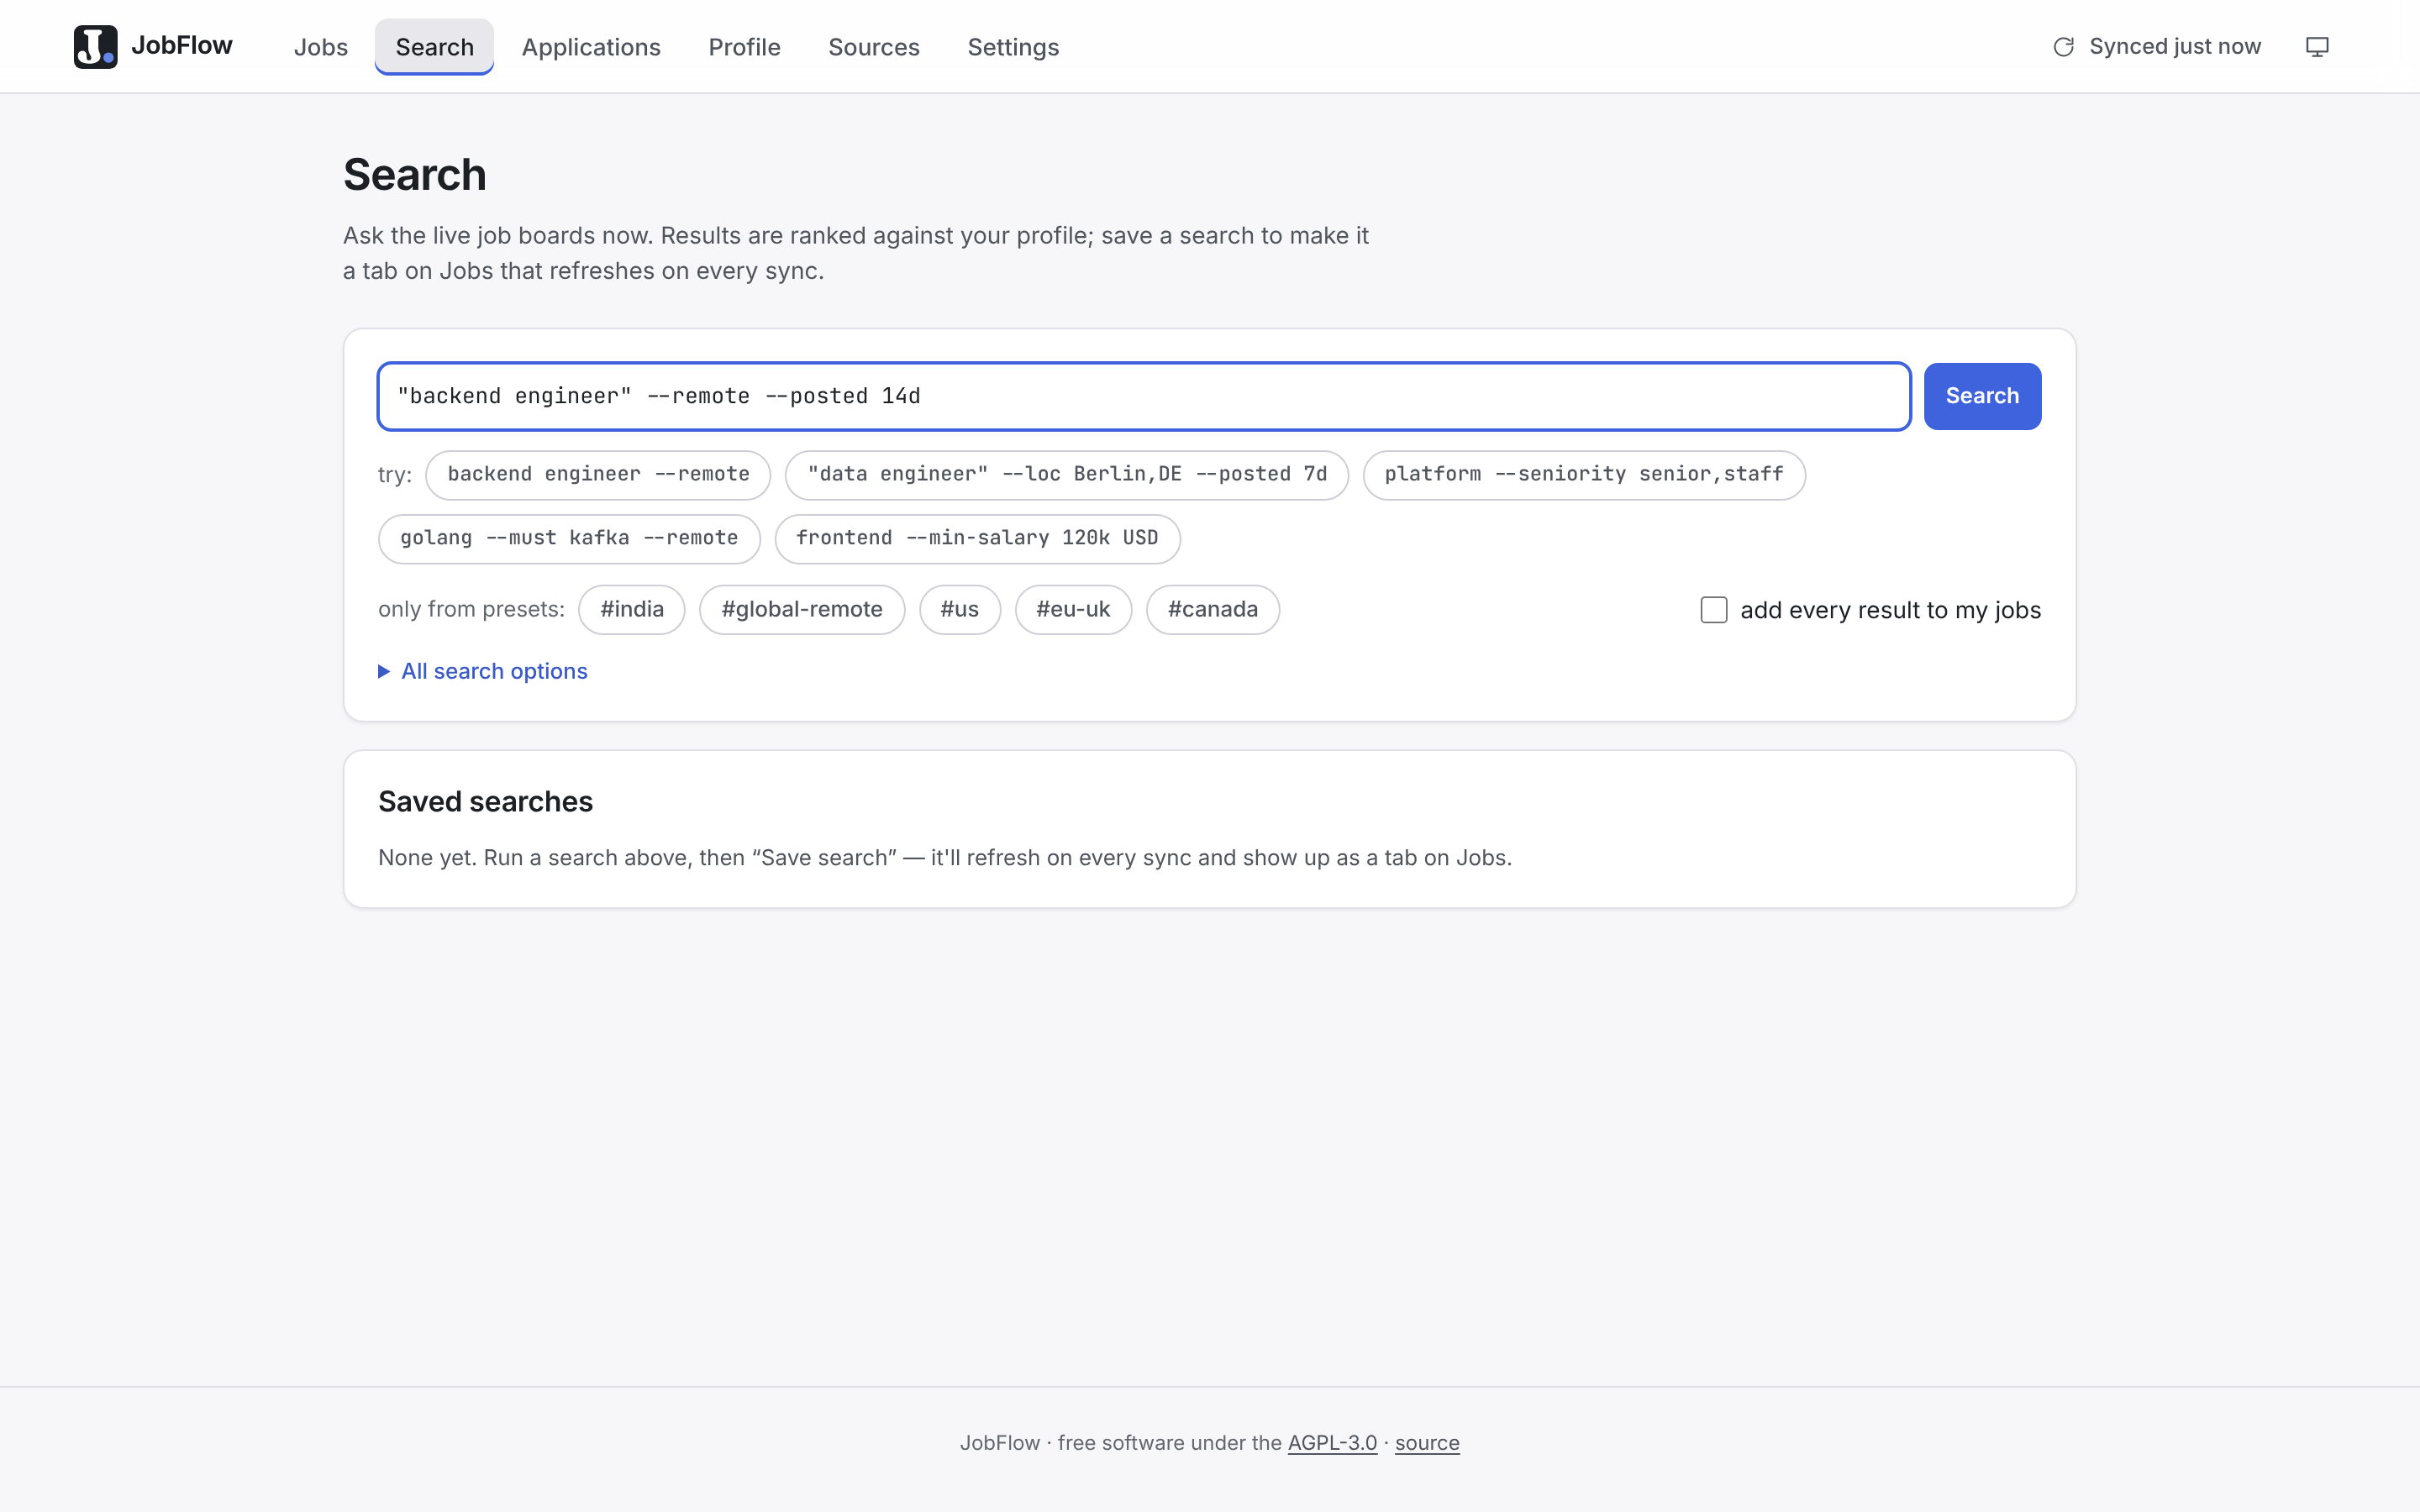 J. JobFlow Jobs Search Applications Profile Sources Settings Synced just now
Search
Ask the live job boards now. Results are ranked against your profile; save a search to make it
a tab on Jobs that refreshes on every sync.
"backend engineer" --remote --posted 14d Search
try: backend engineer --remote "data engineer" --loc Berlin,DE --posted 7d platform --seniority senior,staff
golang --must kafka --remote frontend --min-salary 120k USD
only from presets: #india #global-remote #us #eu-uk #canada add every result to my jobs
All search options
Saved searches
None yet. Run a search above, then “Save search” — it'll refresh on every sync and show up as a tab on Jobs.
JobFlow · free software under the AGPL-3.0 · source